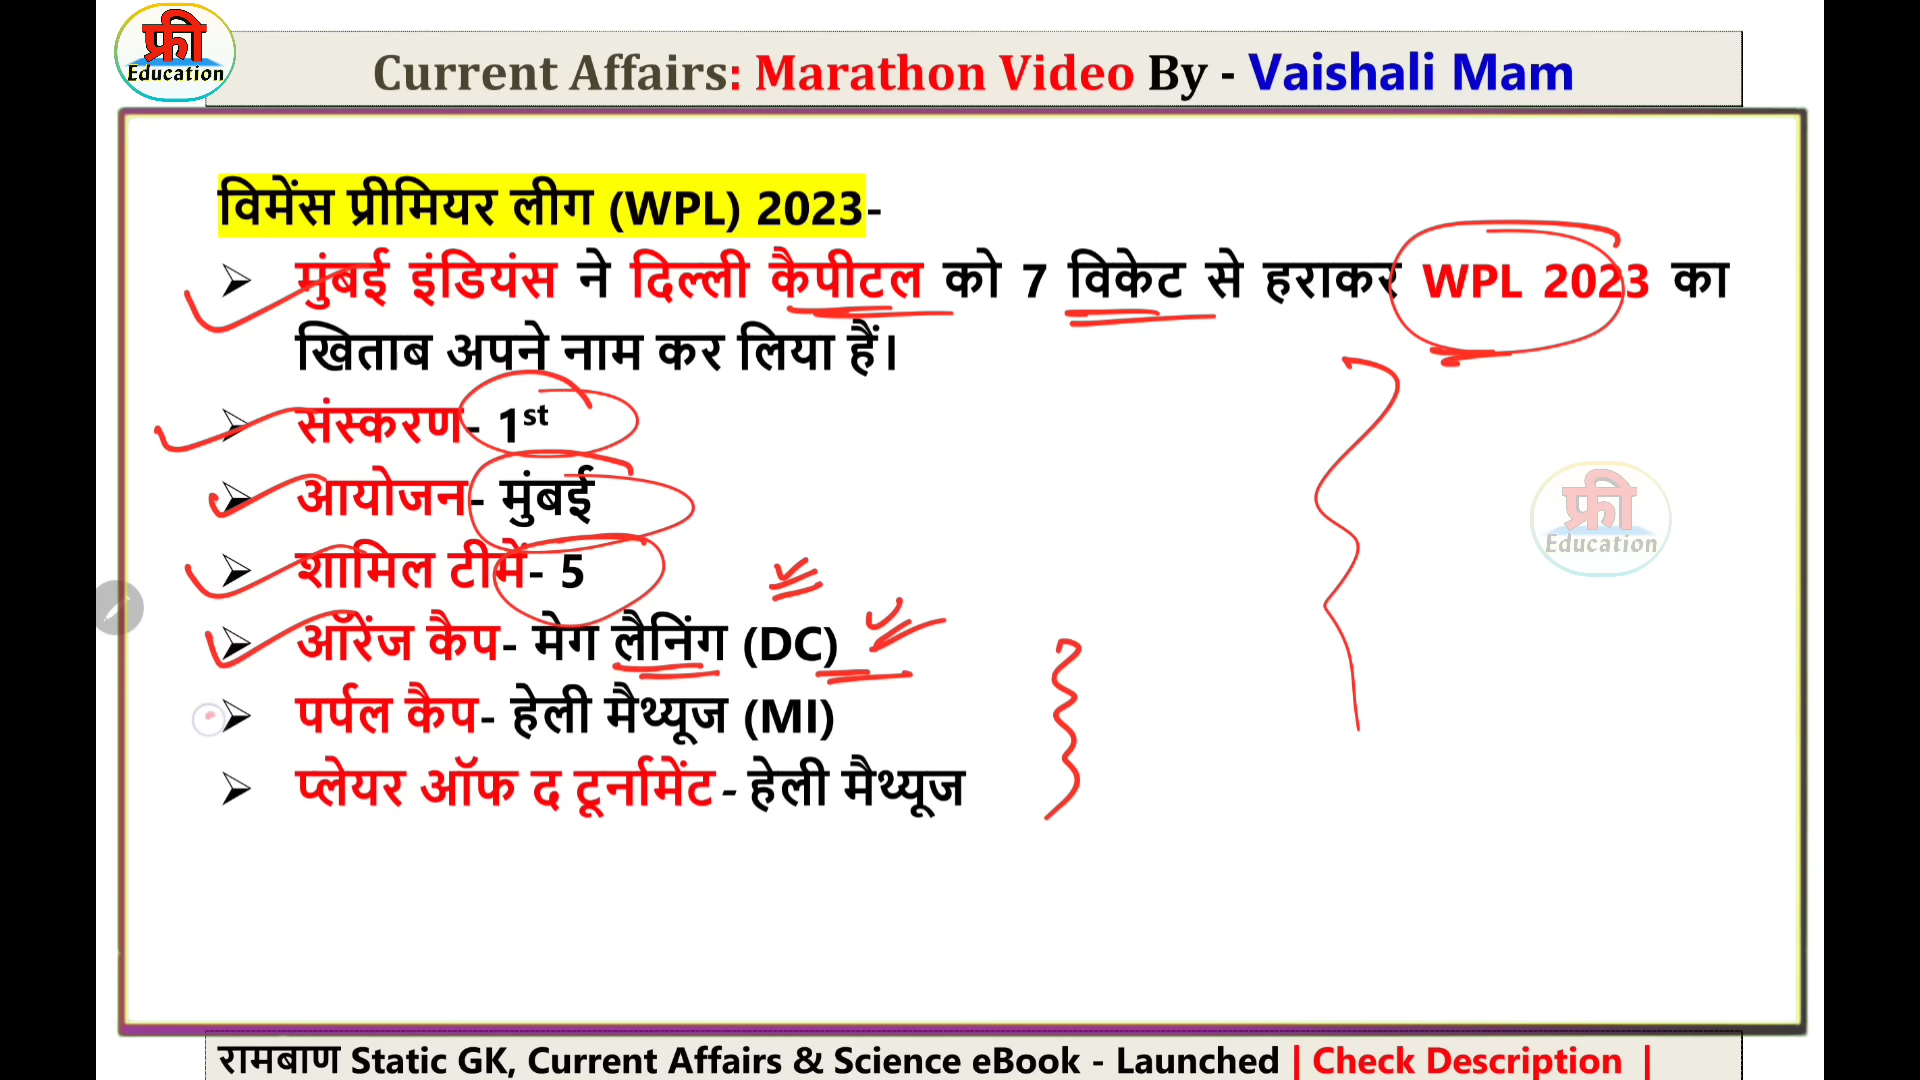 फ्री
Education
Current Affairs: Marathon Video By - Vaishali Mam
विमेंस प्रीमियर लीग (WPL) 2023-
➢ मुंबई इंडियंस ने दिल्ली कैपीटल को 7 विकेट से हराकर WPL 2023 का
खिताब अपने नाम कर लिया हैं।
➢ संस्करण- 1st
➢ आयोजन- मुंबई
➢ शामिल टीमें- 5
➢ ऑरेंज कैप- मेग लैनिंग (DC)
➢ पर्पल कैप- हेली मैथ्यूज (MI)
➢ प्लेयर ऑफ द टूर्नामेंट- हेली मैथ्यूज
फ्री
Education
रामबाण Static GK, Current Affairs & Science eBook - Launched | Check Description |